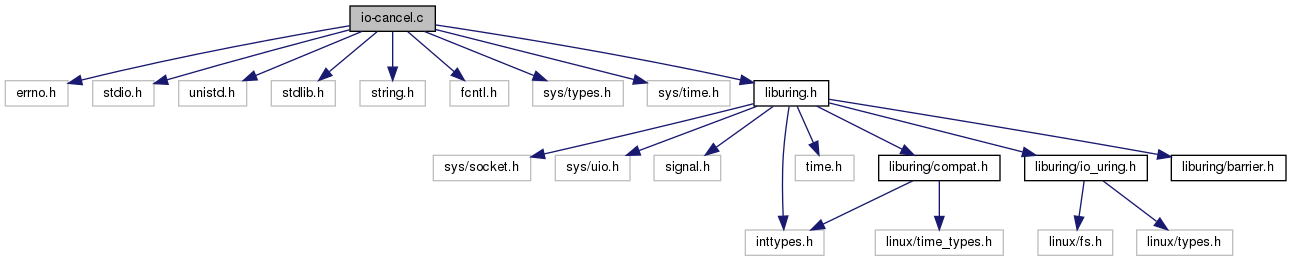 io-cancel.c
errno.h
stdio.h
unistd.h
stdlib.h
string.h
fcntl.h
sys/types.h
sys/time.h
liburing.h
sys/socket.h
sys/uio.h
signal.h
time.h
liburing/compat.h
liburing/io_uring.h
liburing/barrier.h
inttypes.h
linux/time_types.h
linux/fs.h
linux/types.h